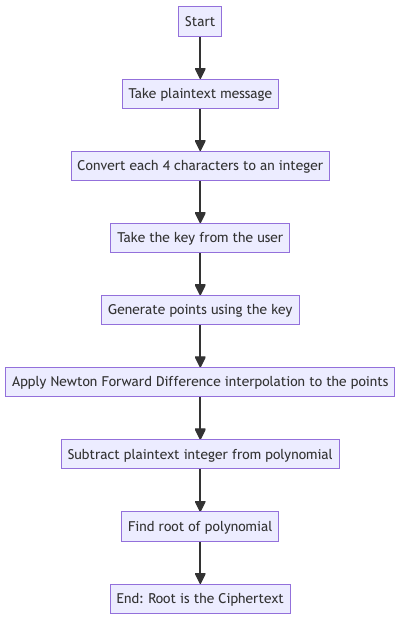 Start
Take plaintext message
Convert each 4 characters to an integer
Take the key from the user
Generate points using the key
Apply Newton Forward Difference interpolation to the points
Subtract plaintext integer from polynomial
Find root of polynomial
End: Root is the Ciphertext